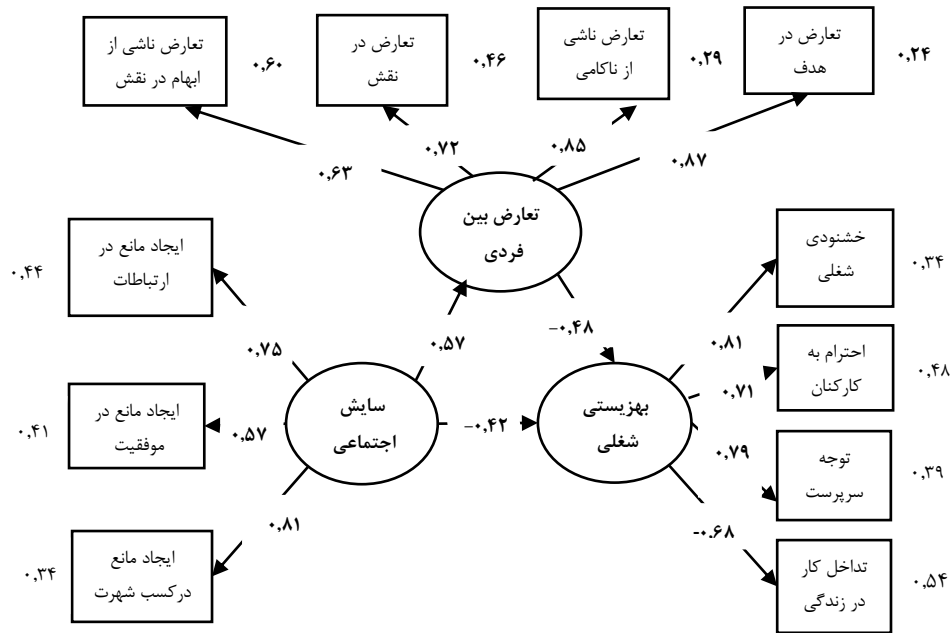 تعارض ناشی از
ابهام در نقش
۰,۶۰
تعارض در
نقش
۰,۴۶
تعارض ناشی
از ناکامی
۰,۲۹
تعارض در
هدف
۰,۲۴
۰,۶۳
۰,۷۲
۰,۸۵
۰,۸۷
تعارض بین
فردی
ایجاد مانع در
ارتباطات
۰,۴۴
خشنودی
شغلی
۰,۳۴
۰,۷۵
۰,۵۷
−۰,۴۸
۰,۸۱
احترام به
کارکنان
۰,۴۸
۰,۷۱
ایجاد مانع در
موفقیت
۰,۴۱
۰,۵۷
سایش
اجتماعی
−۰,۴۲
بهزیستی
شغلی
۰,۷۹
توجه
سرپرست
۰,۳۹
۰,۸۱
-۰.۶۸
ایجاد مانع
درکسب شهرت
۰,۳۴
تداخل کار
در زندگی
۰,۵۴